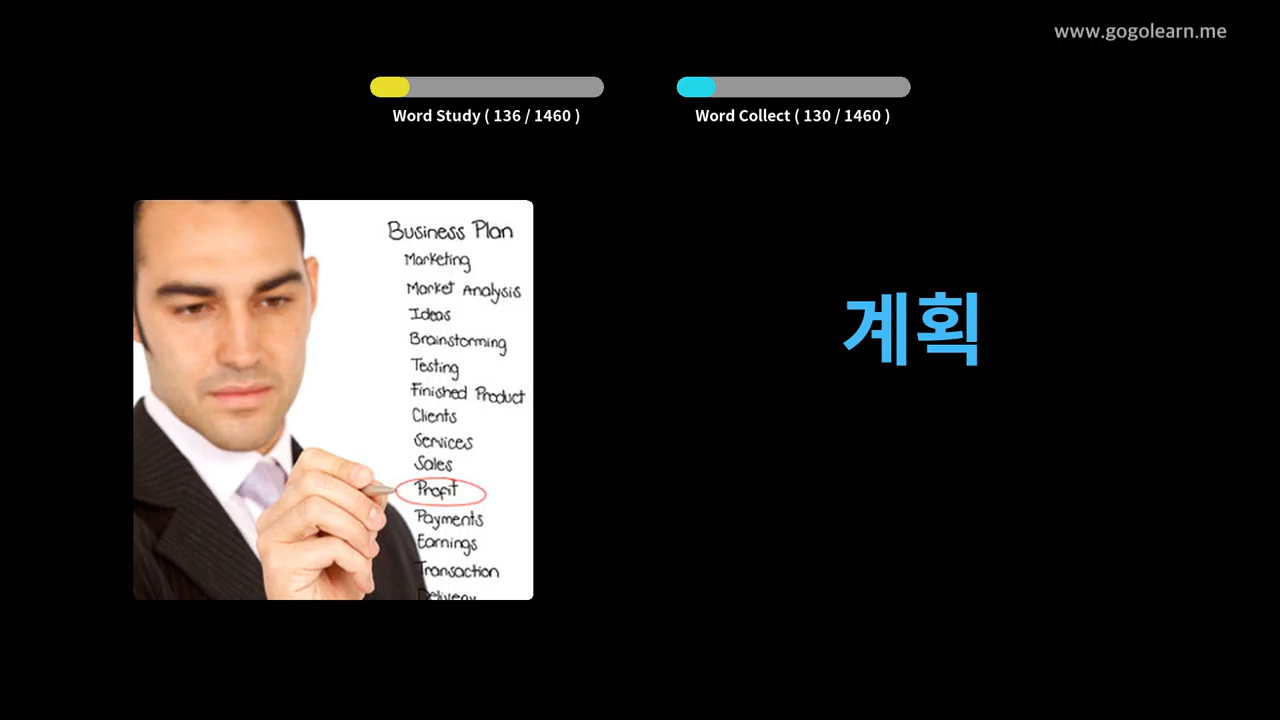 www.gogolearn.me
Word Study ( 136 / 1460 )
Word Collect ( 130 / 1460 )
Business Plan
Marketing
Market Analysis
Ideas
Brainstorming
Testing
Finished Product
Clients
Services
Sales
Profit
Payments
Earnings
Transaction
Delivery
계획